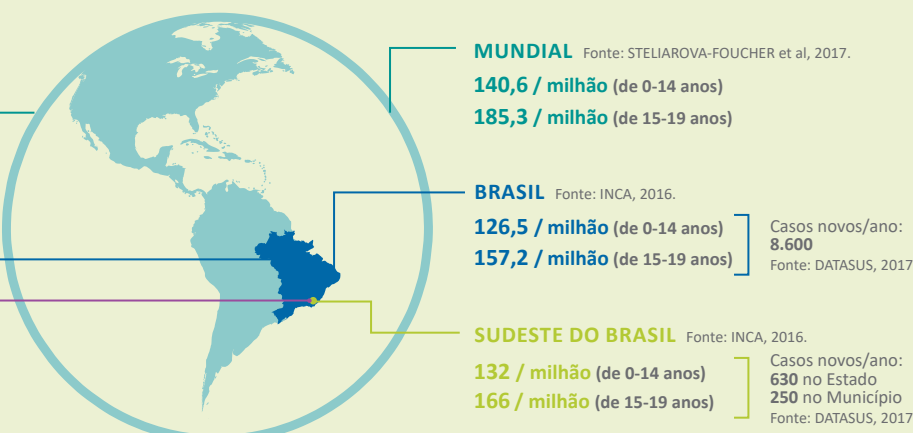 MUNDIAL Fonte: STELIAROVA-FOUCHER et al, 2017.
140,6 / milhão (de 0-14 anos)
185,3 / milhão (de 15-19 anos)
BRASIL Fonte: INCA, 2016.
126,5 / milhão (de 0-14 anos)
157,2 / milhão (de 15-19 anos)
Casos novos/ano:
8.600
Fonte: DATASUS, 2017
SUDESTE DO BRASIL Fonte: INCA, 2016.
132 / milhão (de 0-14 anos)
166 / milhão (de 15-19 anos)
Casos novos/ano:
630 no Estado
250 no Município
Fonte: DATASUS, 2017